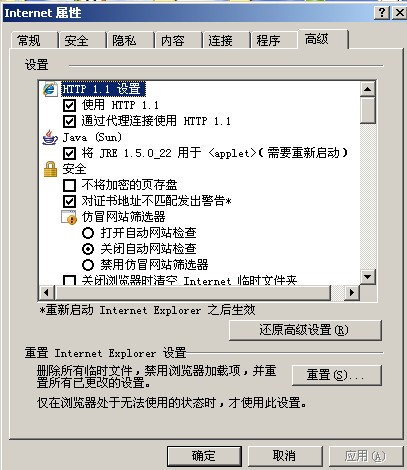 Internet 属性
常规 安全 隐私 内容 连接 程序 高级
设置
HTTP 1.1 设置
使用 HTTP 1.1
通过代理连接使用 HTTP 1.1
Java (Sun)
将 JRE 1.5.0_22 用于 <applet>(需要重新启动)
安全
不将加密的页存盘
对证书地址不匹配发出警告*
仿冒网站筛选器
打开自动网站检查
关闭自动网站检查
禁用仿冒网站筛选器
关闭浏览器时清空 Internet 临时文件夹
*重新启动 Internet Explorer 之后生效
还原高级设置(R)
重置 Internet Explorer 设置
删除所有临时文件，禁用浏览器加载项，并重
置所有已更改的设置。
重置(S)...
仅在浏览器处于无法使用的状态时，才使用此设置。
确定 取消 应用(A)